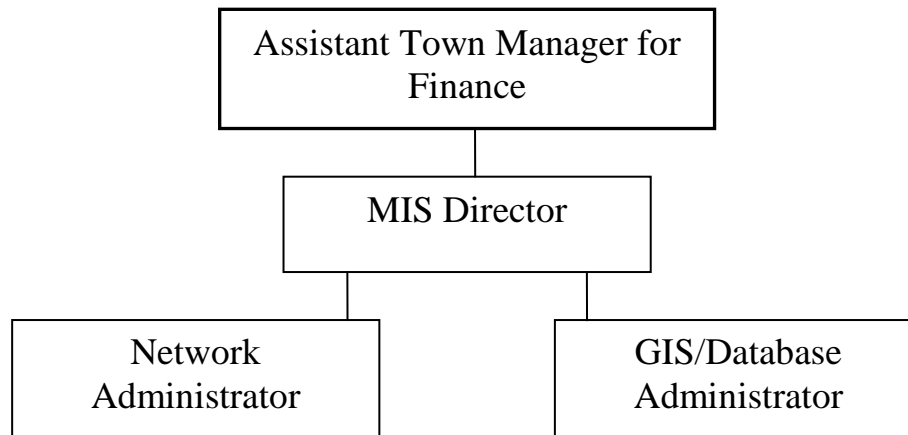 Assistant Town Manager for
Finance
MIS Director
Network
Administrator
GIS/Database
Administrator